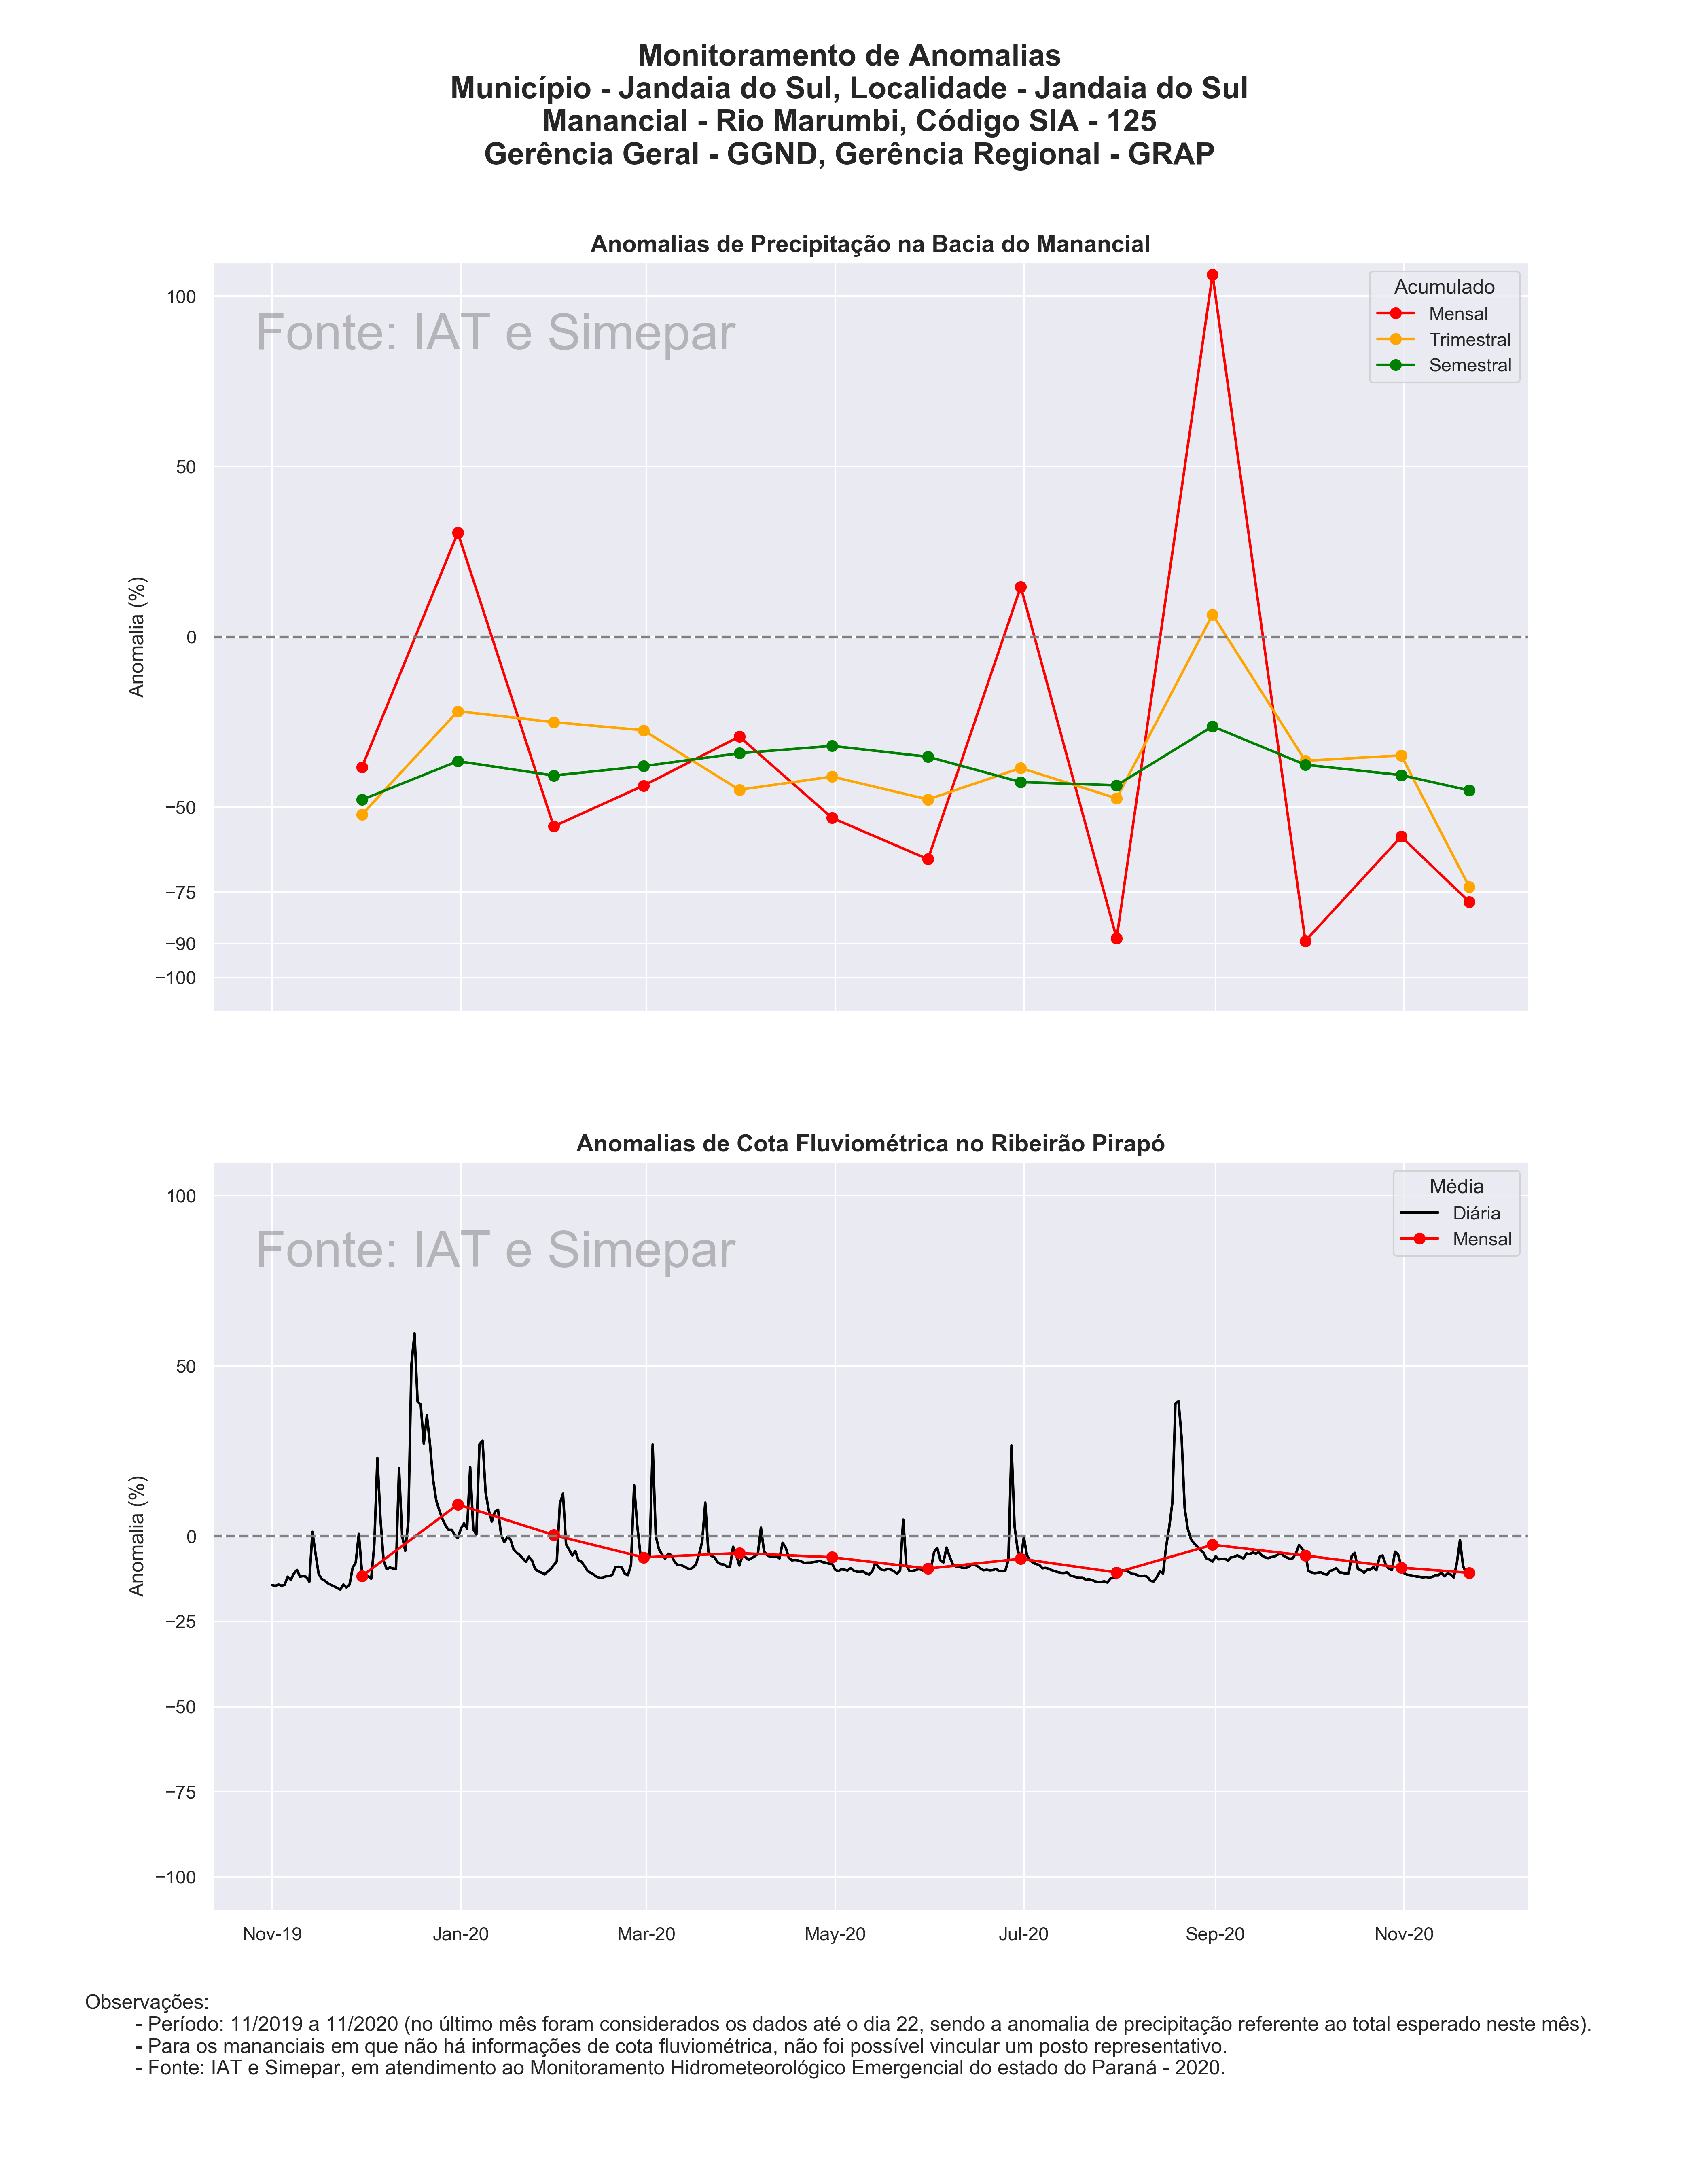 Monitoramento de Anomalias
Município - Jandaia do Sul, Localidade - Jandaia do Sul
Manancial - Rio Marumbi, Código SIA - 125
Gerência Geral - GGND, Gerência Regional - GRAP
Anomalias de Precipitação na Bacia do Manancial
Fonte: IAT e Simepar
Acumulado
Mensal
Trimestral
Semestral
Anomalia (%)
100
50
0
−50
−75
−90
−100
Anomalias de Cota Fluviométrica no Ribeirão Pirapó
Fonte: IAT e Simepar
Média
Diária
Mensal
Anomalia (%)
100
50
0
−25
−50
−75
−100
Nov-19 Jan-20 Mar-20 May-20 Jul-20 Sep-20 Nov-20
Observações:
- Período: 11/2019 a 11/2020 (no último mês foram considerados os dados até o dia 22, sendo a anomalia de precipitação referente ao total esperado neste mês).
- Para os mananciais em que não há informações de cota fluviométrica, não foi possível vincular um posto representativo.
- Fonte: IAT e Simepar, em atendimento ao Monitoramento Hidrometeorológico Emergencial do estado do Paraná - 2020.